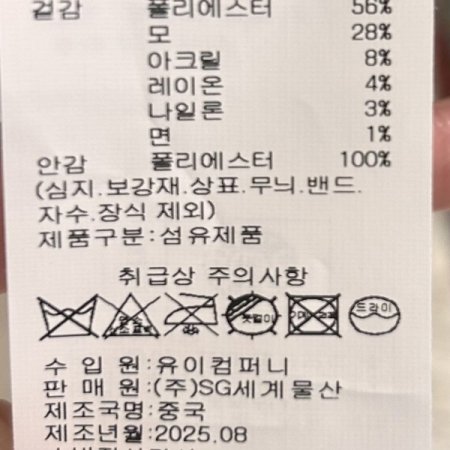 겉감 폴리에스터 56%
모 28%
아크릴 8%
레이온 4%
나일론 3%
면 1%
안감 폴리에스터 100%
(심지.보강재.상표.무늬.밴드.
자수.장식 제외)
제품구분:섬유제품
취급상 주의사항
옷걸이 드라이
수 입 원:유이컴퍼니
판 매 원:(주)SG세계물산
제조국명:중국
제조년월:2025.08